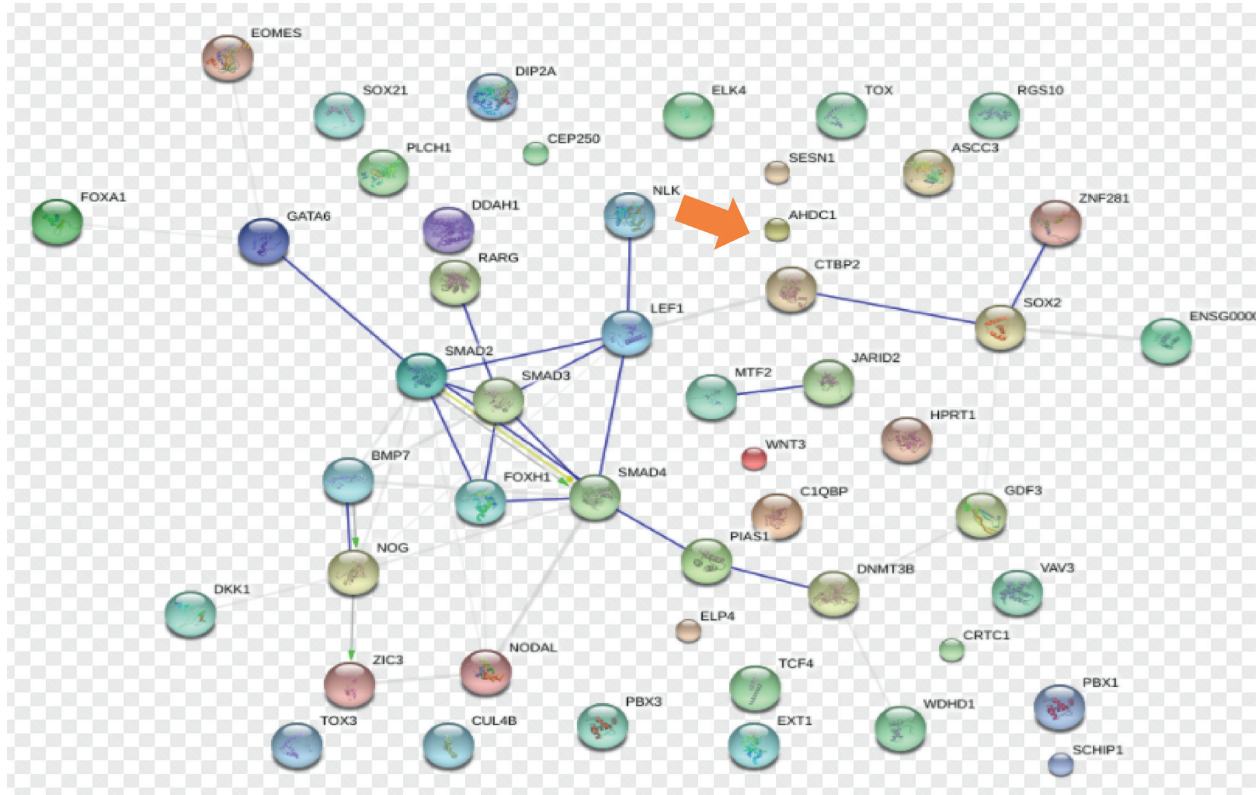 EOMES
DIP2A
SOX21
ELK4
TOX
RGS10
CEP250
PLCH1
SESN1
ASCC3
FOXA1
GATA6
DDAH1
NLK
AHDC1
ZNF281
RARG
CTBP2
LEF1
SOX2
ENSG0000
SMAD2
SMAD3
MTF2
JARID2
HPRT1
WNT3
BMP7
FOXH1
SMAD4
C1QBP
GDF3
PIAS1
NOG
DNMT3B
VAV3
DKK1
ELP4
CRTC1
ZIC3
NODAL
TCF4
PBX1
PBX3
WDHD1
TOX3
CUL4B
EXT1
SCHIP1